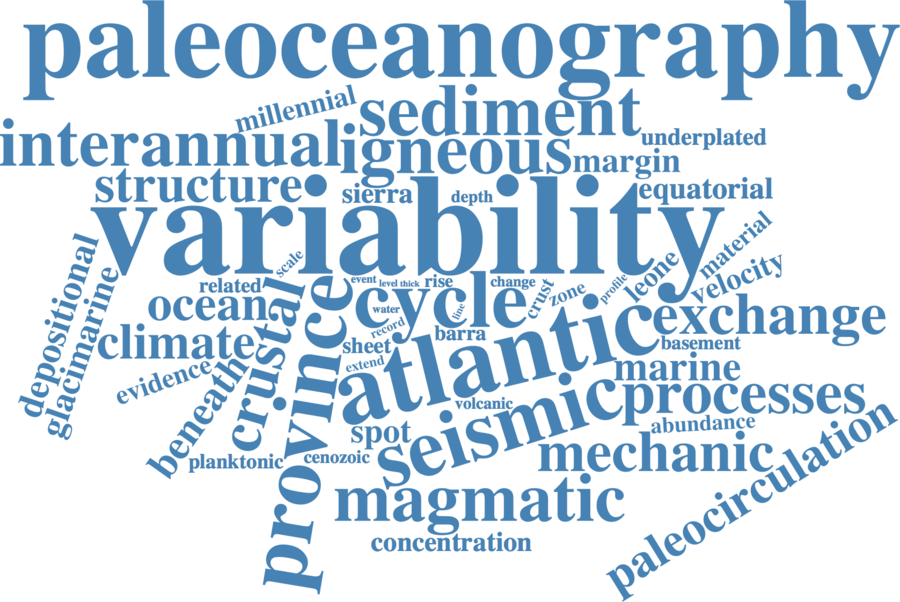 paleoceanography
millennial
sediment
interannual
igneous
underplated
margin
structure
sierra
depth
equatorial
variability
material
depositional
glacimarine
scale
related
event
level
thick
rise
change
crust
zone
profile
leone
velocity
ocean
water
cycle
line
record
barra
exchange
climate
sheet
basement
evidence
beneath
crustal
province
extend
atlantic
marine
volcanic
seismic
processes
abundance
spot
planktonic
cenozoic
mechanic
paleocirculation
magmatic
concentration